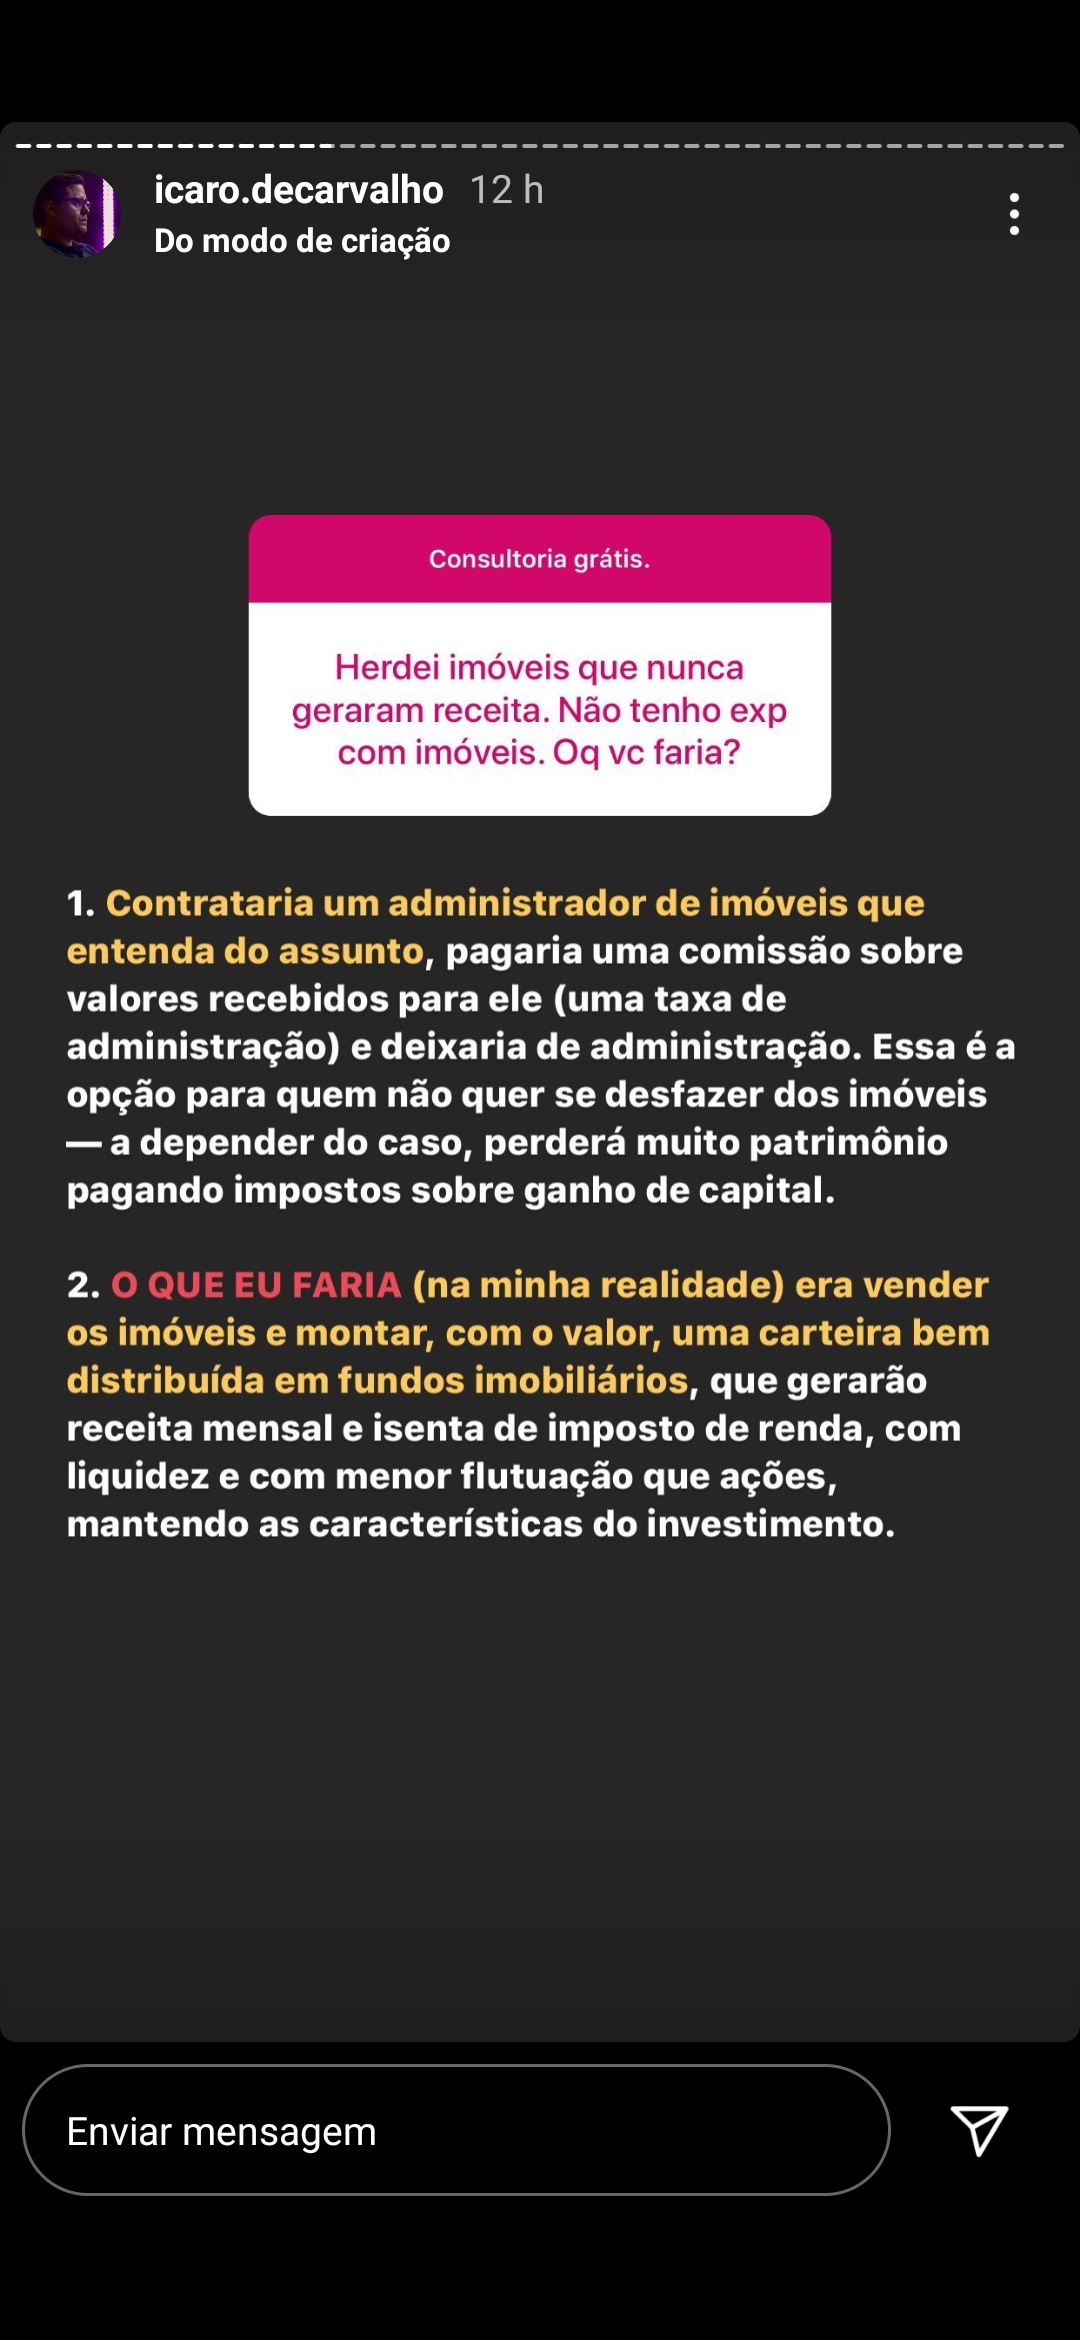 icaro.decarvalho 12 h
Do modo de criação
Consultoria grátis.
Herdei imóveis que nunca
geraram receita. Não tenho exp
com imóveis. Oq vc faria?
1. Contrataria um administrador de imóveis que
entenda do assunto, pagaria uma comissão sobre
valores recebidos para ele (uma taxa de
administração) e deixaria de administração. Essa é a
opção para quem não quer se desfazer dos imóveis
— a depender do caso, perderá muito patrimônio
pagando impostos sobre ganho de capital.
2. O QUE EU FARIA (na minha realidade) era vender
os imóveis e montar, com o valor, uma carteira bem
distribuída em fundos imobiliários, que gerarão
receita mensal e isenta de imposto de renda, com
liquidez e com menor flutuação que ações,
mantendo as características do investimento.
Enviar mensagem